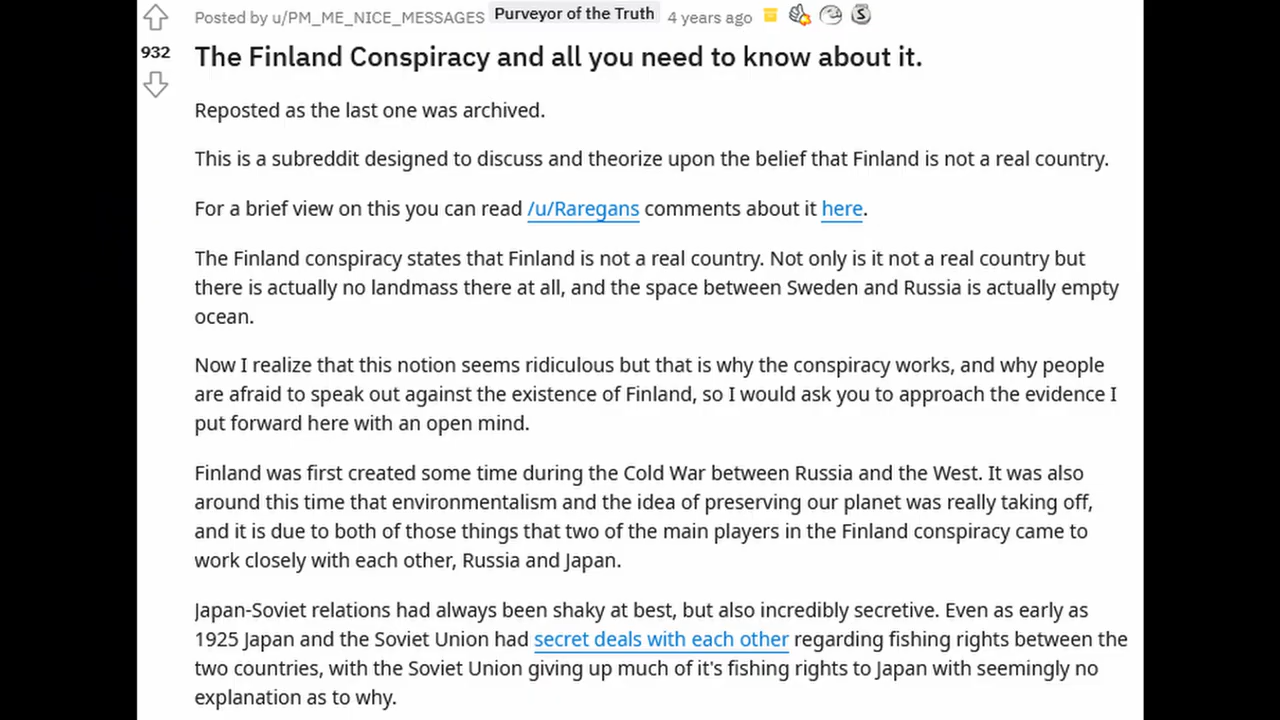 Posted by u/PM_ME_NICE_MESSAGES Purveyor of the Truth 4 years ago
932
The Finland Conspiracy and all you need to know about it.
Reposted as the last one was archived.
This is a subreddit designed to discuss and theorize upon the belief that Finland is not a real country.
For a brief view on this you can read /u/Raregans comments about it here.
The Finland conspiracy states that Finland is not a real country. Not only is it not a real country but
there is actually no landmass there at all, and the space between Sweden and Russia is actually empty
ocean.
Now I realize that this notion seems ridiculous but that is why the conspiracy works, and why people
are afraid to speak out against the existence of Finland, so I would ask you to approach the evidence I
put forward here with an open mind.
Finland was first created some time during the Cold War between Russia and the West. It was also
around this time that environmentalism and the idea of preserving our planet was really taking off,
and it is due to both of those things that two of the main players in the Finland conspiracy came to
work closely with each other, Russia and Japan.
Japan-Soviet relations had always been shaky at best, but also incredibly secretive. Even as early as
1925 Japan and the Soviet Union had secret deals with each other regarding fishing rights between the
two countries, with the Soviet Union giving up much of it's fishing rights to Japan with seemingly no
explanation as to why.